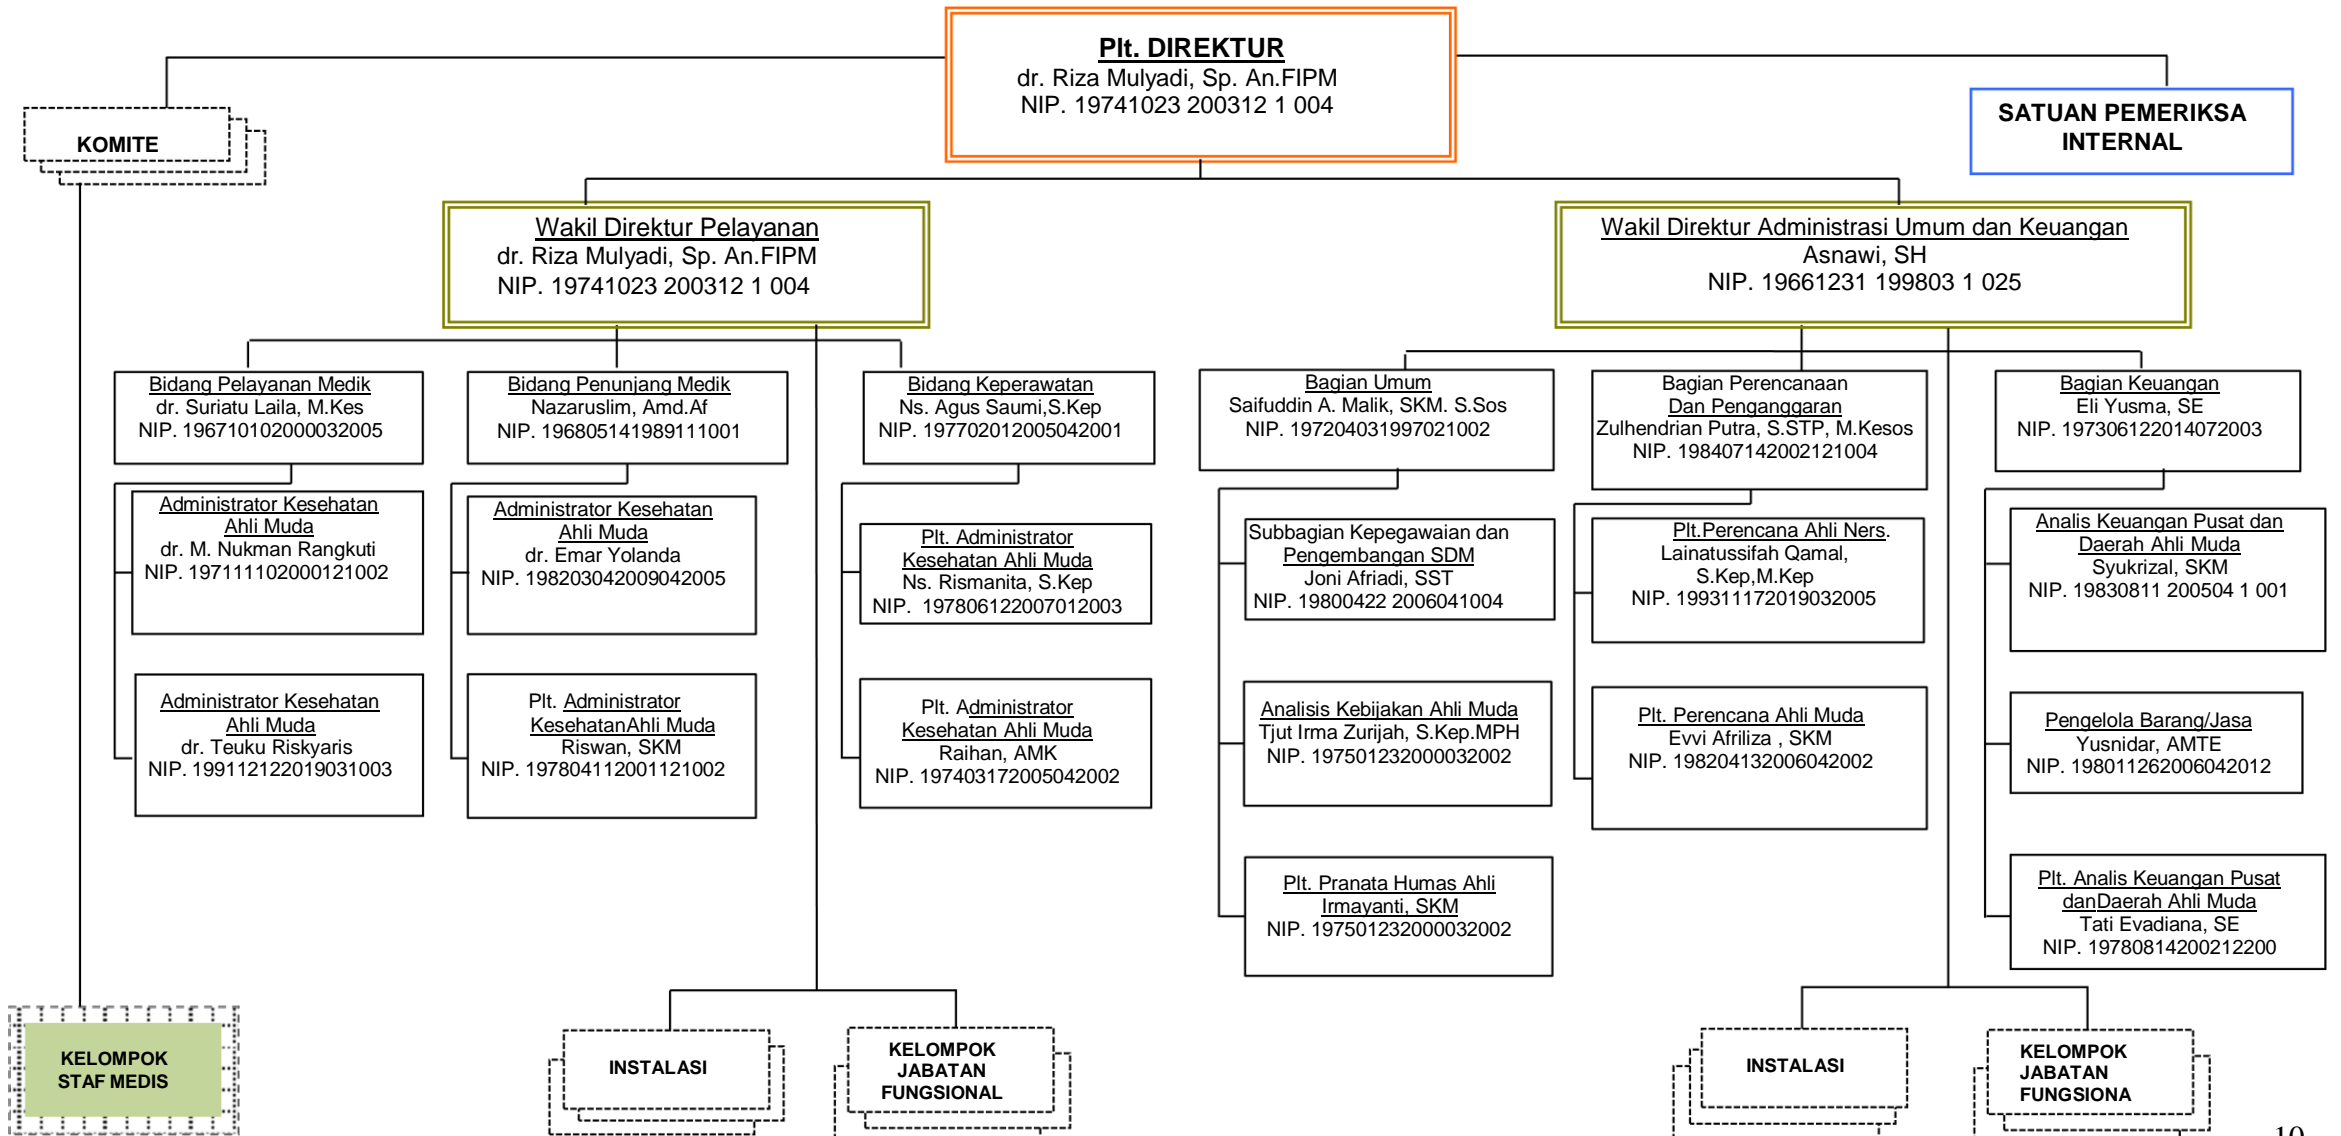 Plt. DIREKTUR
dr. Riza Mulyadi, Sp. An.FIPM
NIP. 19741023 200312 1 004
KOMITE
SATUAN PEMERIKSA
INTERNAL
Wakil Direktur Pelayanan
dr. Riza Mulyadi, Sp. An.FIPM
NIP. 19741023 200312 1 004
Wakil Direktur Administrasi Umum dan Keuangan
Asnawi, SH
NIP. 19661231 199803 1 025
Bidang Pelayanan Medik
dr. Suriatu Laila, M.Kes
NIP. 196710102000032005
Bidang Penunjang Medik
Nazaruslim, Amd.Af
NIP. 196805141989111001
Bidang Keperawatan
Ns. Agus Saumi,S.Kep
NIP. 197702012005042001
Bagian Umum
Saifuddin A. Malik, SKM. S.Sos
NIP. 197204031997021002
Bagian Perencanaan
Dan Penganggaran
Zulhendrian Putra, S.STP, M.Kesos
NIP. 198407142002121004
Bagian Keuangan
Eli Yusma, SE
NIP. 197306122014072003
Administrator Kesehatan
Ahli Muda
dr. M. Nukman Rangkuti
NIP. 197111102000121002
Administrator Kesehatan
Ahli Muda
dr. Emar Yolanda
NIP. 198203042009042005
Plt. Administrator
Kesehatan Ahli Muda
Ns. Rismanita, S.Kep
NIP. 197806122007012003
Subbagian Kepegawaian dan
Pengembangan SDM
Joni Afriadi, SST
NIP. 19800422 2006041004
Plt.Perencana Ahli Ners.
Lainatussifah Qamal,
S.Kep,M.Kep
NIP. 199311172019032005
Analis Keuangan Pusat dan
Daerah Ahli Muda
Syukrizal, SKM
NIP. 19830811 200504 1 001
Administrator Kesehatan
Ahli Muda
dr. Teuku Riskyaris
NIP. 199112122019031003
Plt. Administrator
KesehatanAhli Muda
Riswan, SKM
NIP. 197804112001121002
Plt. Administrator
Kesehatan Ahli Muda
Raihan, AMK
NIP. 197403172005042002
Analisis Kebijakan Ahli Muda
Tjut Irma Zurijah, S.Kep.MPH
NIP. 197501232000032002
Plt. Perencana Ahli Muda
Evvi Afriliza , SKM
NIP. 198204132006042002
Pengelola Barang/Jasa
Yusnidar, AMTE
NIP. 198011262006042012
Plt. Pranata Humas Ahli
Irmayanti, SKM
NIP. 197501232000032002
Plt. Analis Keuangan Pusat
danDaerah Ahli Muda
Tati Evadiana, SE
NIP. 19780814200212200
KELOMPOK
STAF MEDIS
INSTALASI
KELOMPOK
JABATAN
FUNGSIONAL
INSTALASI
KELOMPOK
JABATAN
FUNGSIONA
10